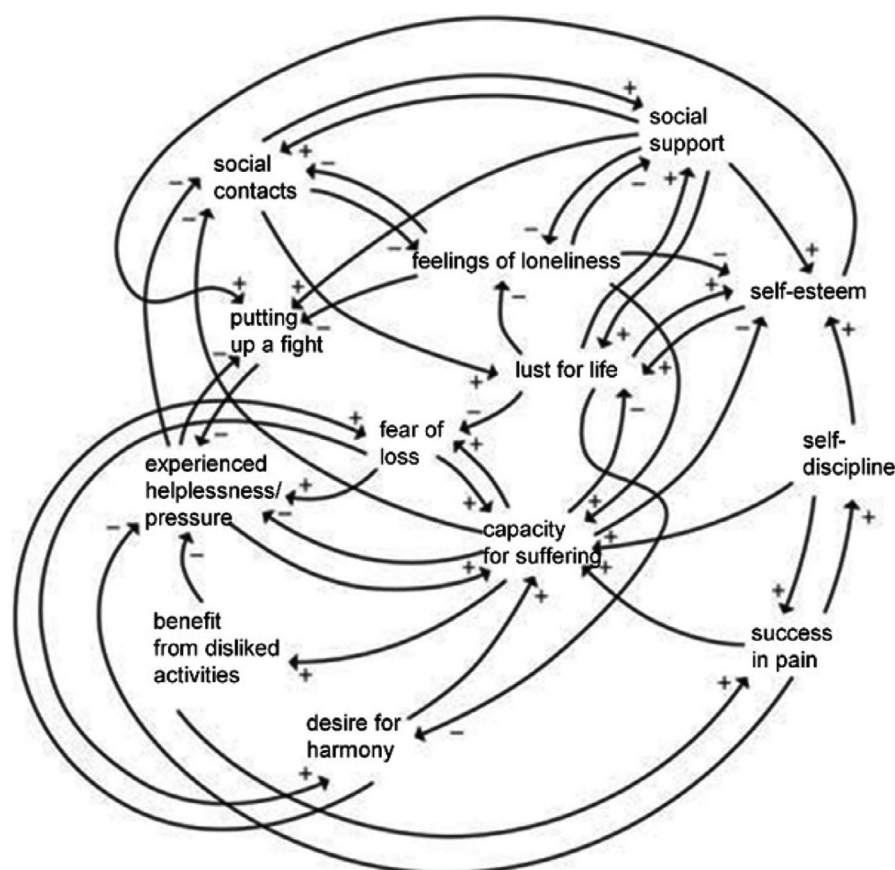 social
support
social
contacts
feelings of loneliness
self-esteem
putting
up a fight
lust for life
fear of
loss
self-
discipline
experienced
helplessness/
pressure
capacity
for suffering
benefit
from disliked
activities
success
in pain
desire for
harmony